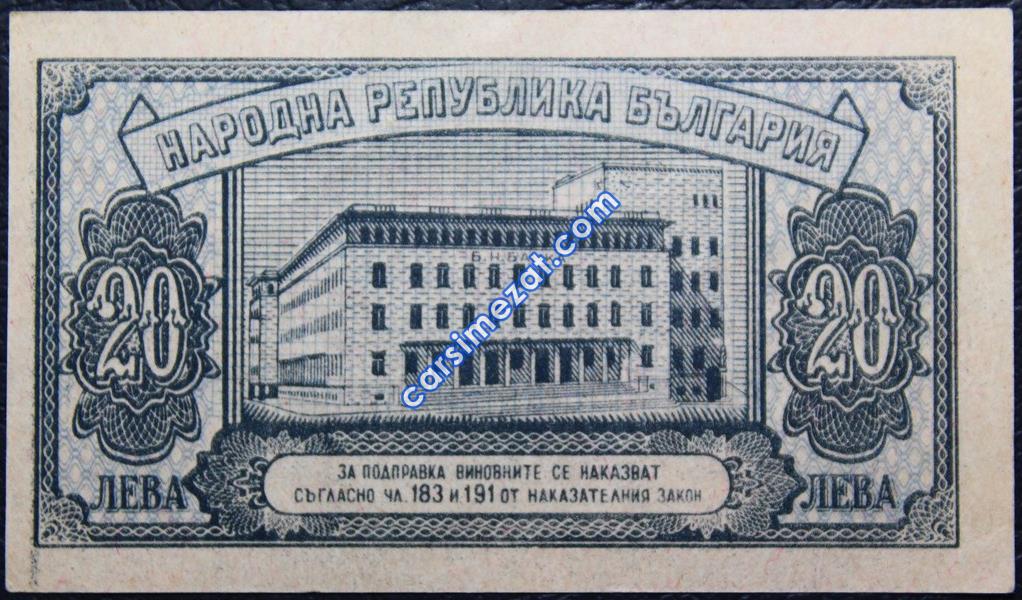 НАРОДНА РЕПУБЛИКА БЪЛГАРИЯ
20
20
carsimezat.com
ЗА ПОДПРАВКА ВИНОВНИТЕ СЕ НАКАЗВАТ
СЪГЛАСНО ЧЛ. 183 И 191 ОТ НАКАЗАТЕЛНИЯ ЗАКОН
ЛЕВА
ЛЕВА